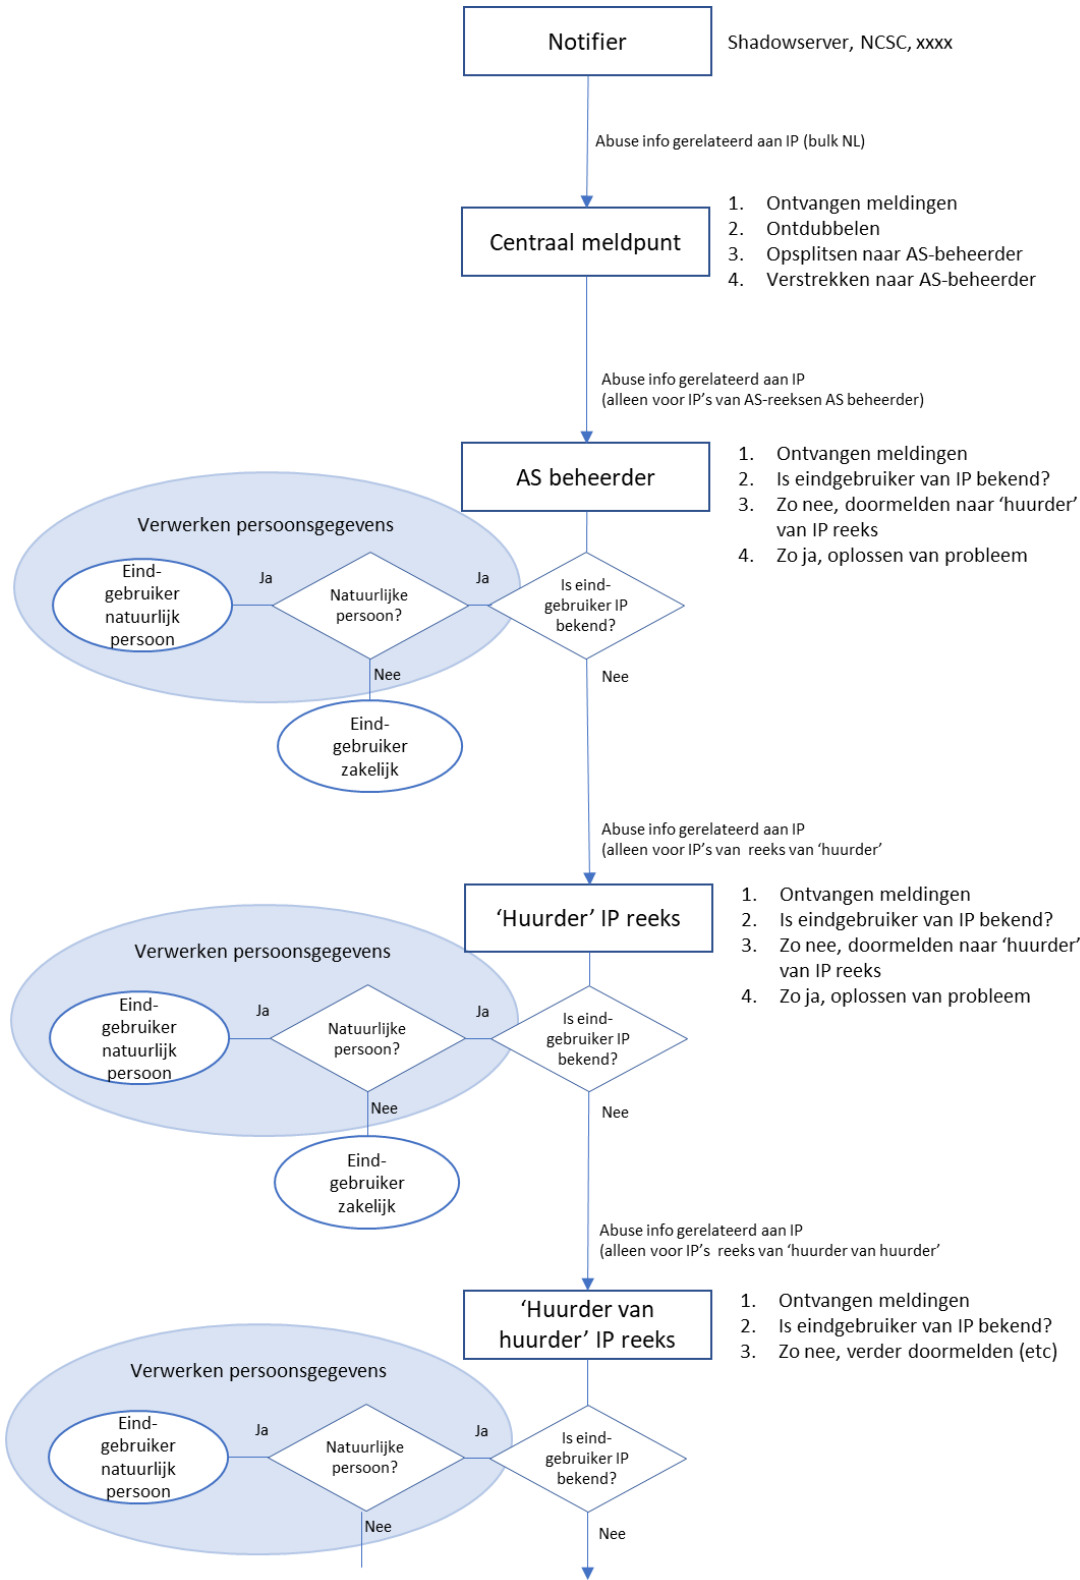 Notifier
Shadowserver, NCSC, xxxx
Abuse info gerelateerd aan IP (bulk NL)
Centraal meldpunt
1. Ontvangen meldingen
2. Ontdubbelen
3. Opsplitsen naar AS-beheerder
4. Verstrekken naar AS-beheerder
Abuse info gerelateerd aan IP
(alleen voor IP's van AS-reeksen AS beheerder)
AS beheerder
1. Ontvangen meldingen
2. Is eindgebruiker van IP bekend?
3. Zo nee, doormelden naar ‘huurder’
van IP reeks
4. Zo ja, oplossen van probleem
Verwerken persoonsgegevens
Eind-
gebruiker
natuurlijk
persoon
Ja
Natuurlijke
persoon?
Ja
Is eind-
gebruiker IP
bekend?
Nee
Nee
Eind-
gebruiker
zakelijk
Abuse info gerelateerd aan IP
(alleen voor IP's van reeks van ‘huurder’
‘Huurder’ IP reeks
1. Ontvangen meldingen
2. Is eindgebruiker van IP bekend?
3. Zo nee, doormelden naar ‘huurder’
van IP reeks
4. Zo ja, oplossen van probleem
Verwerken persoonsgegevens
Eind-
gebruiker
natuurlijk
persoon
Ja
Natuurlijke
persoon?
Ja
Is eind-
gebruiker IP
bekend?
Nee
Nee
Eind-
gebruiker
zakelijk
Abuse info gerelateerd aan IP
(alleen voor IP's reeks van ‘huurder van huurder’
‘Huurder van
huurder’ IP reeks
1. Ontvangen meldingen
2. Is eindgebruiker van IP bekend?
3. Zo nee, verder doormelden (etc)
Verwerken persoonsgegevens
Eind-
gebruiker
natuurlijk
persoon
Ja
Natuurlijke
persoon?
Ja
Is eind-
gebruiker IP
bekend?
Nee
Nee